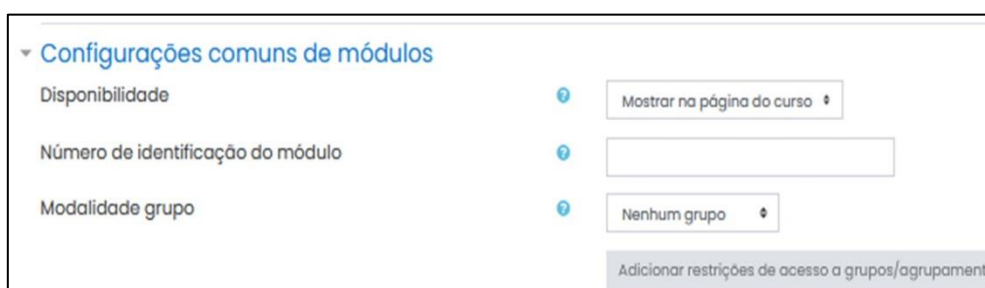 Configurações comuns de módulos
Disponibilidade Mostrar na página do curso
Número de identificação do módulo
Modalidade grupo Nenhum grupo
Adicionar restrições de acesso a grupos/agrupament